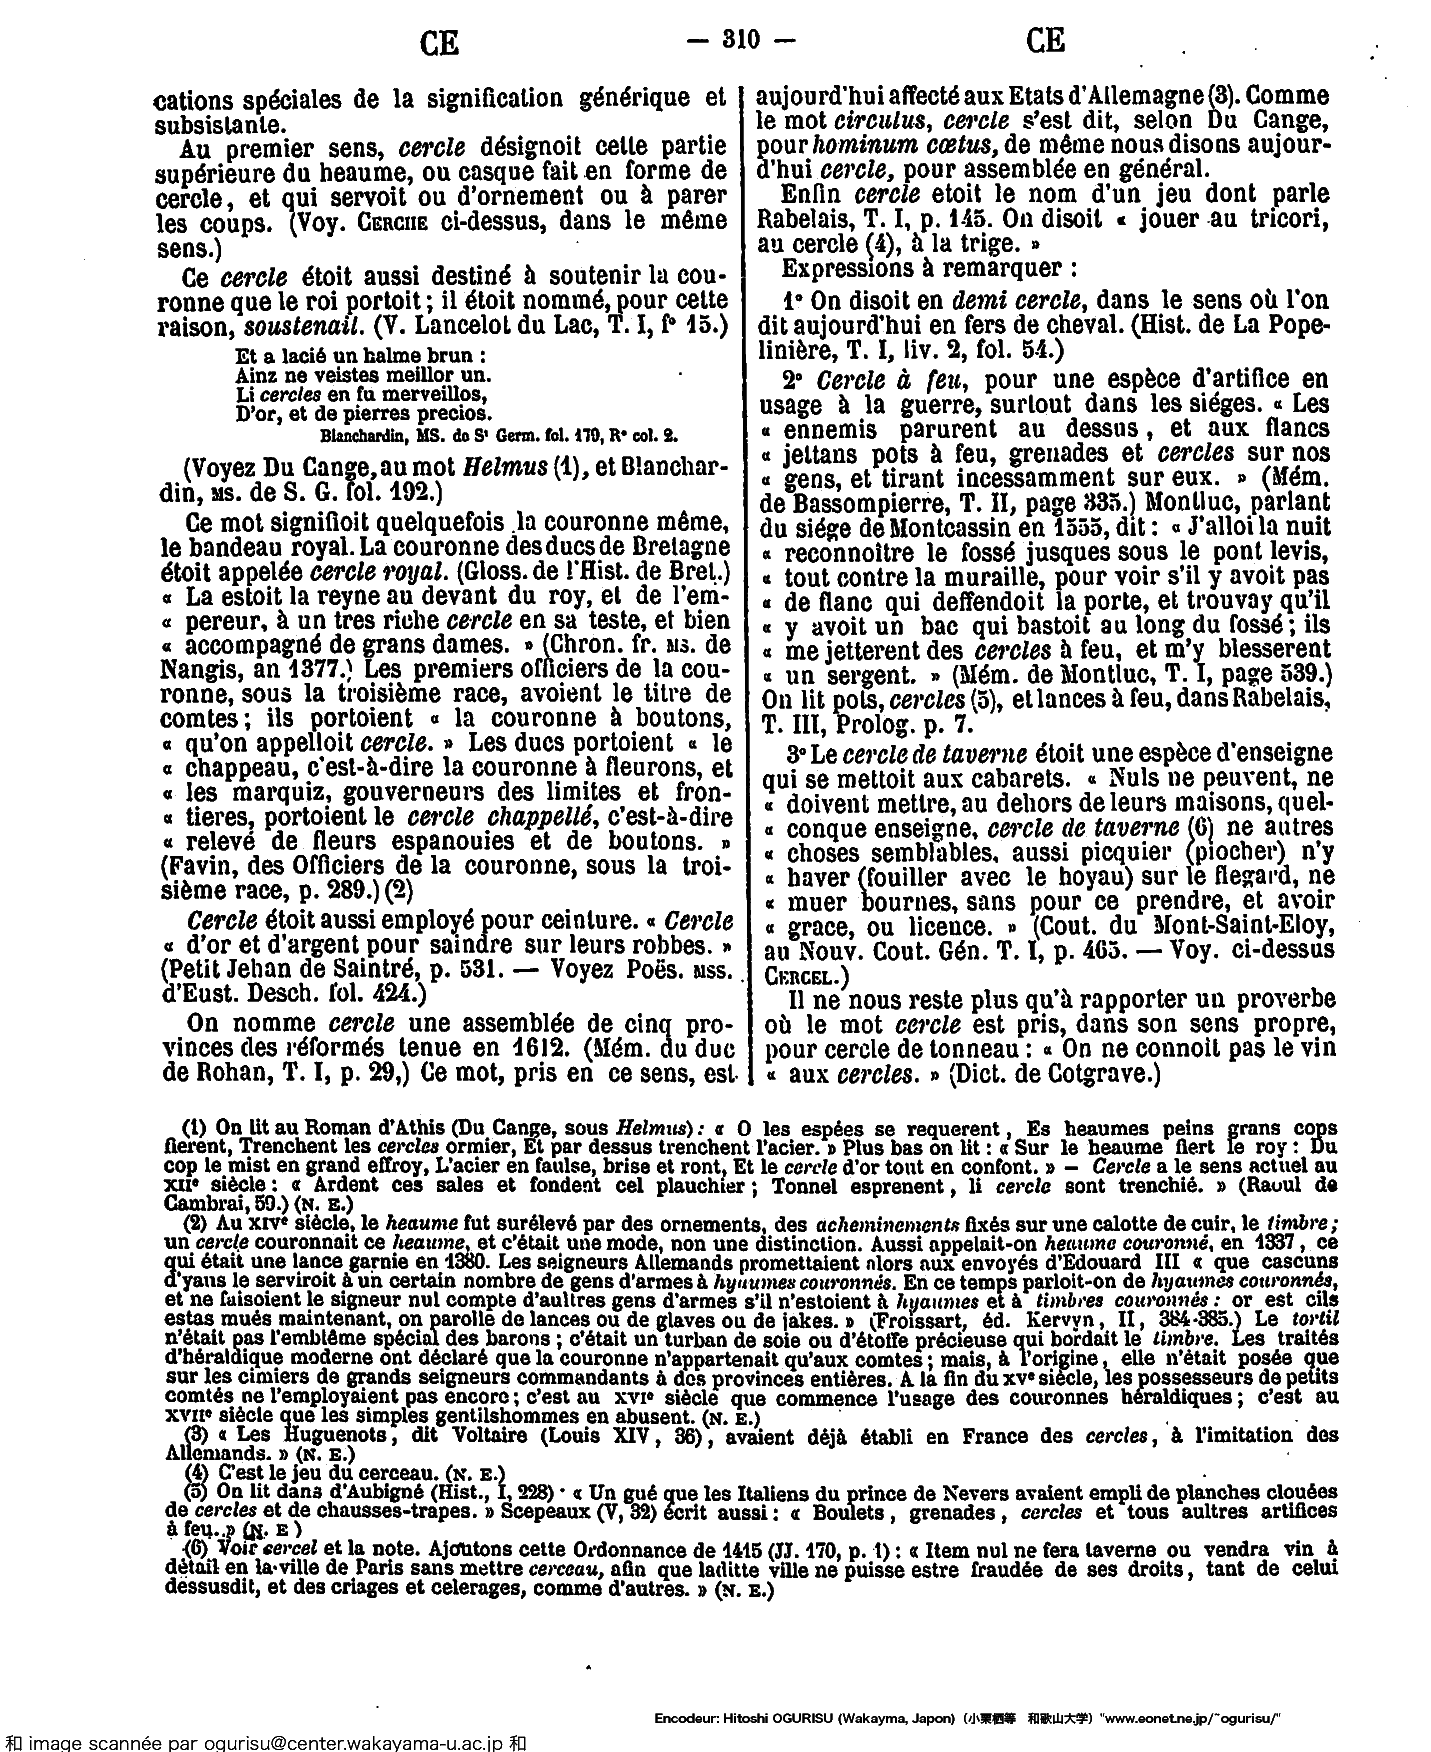 CE
— 310 —
CE
cations spéciales de la signification générique et
subsistante.
Au premier sens, cercle désignoit cette partie
supérieure du heaume, ou casque fait en forme de
cercle, et qui servoit ou d'ornement ou à parer
les coups. (Voy. CERCHE ci-dessus, dans le même
sens.)
Ce cercle étoit aussi destiné à soutenir la cou-
ronne que le roi portoit ; il étoit nommé, pour cette
raison, soustenail. (V. Lancelot du Lac, T. I, f° 15.)
Et a lacié un halme brun :
Ainz ne veistes meillor un.
Li cercles en fu merveillos,
D'or, et de pierres precios.
Blanchardin, MS. de St Germ. fol. 179, R° col. 2.
(Voyez Du Cange, au mot Helmus (1), et Blanchar-
din, MS. de S. G. fol. 192.)
Ce mot signifioit quelquefois la couronne même,
le bandeau royal. La couronne des ducs de Bretagne
étoit appelée cercle royal. (Gloss. de l'Hist. de Bret.)
« La estoit la reyne au devant du roy, et de l'em-
« pereur, à un tres riche cercle en sa teste, et bien
« accompagné de grans dames. » (Chron. fr. MS. de
Nangis, an 1377.) Les premiers officiers de la cou-
ronne, sous la troisième race, avoient le titre de
comtes ; ils portoient « la couronne à boutons,
« qu'on appelloit cercle. » Les ducs portoient « le
« chappeau, c'est-à-dire la couronne à fleurons, et
« les marquiz, gouverneurs des limites et fron-
« tieres, portoient le cercle chappellé, c'est-à-dire
« relevé de fleurs espanouies et de boutons. »
(Favin, des Officiers de la couronne, sous la troi-
sième race, p. 289.) (2)
Cercle étoit aussi employé pour ceinture. « Cercle
« d'or et d'argent pour saindre sur leurs robbes. »
(Petit Jehan de Saintré, p. 531. — Voyez Poës. MSS.
d'Eust. Desch. fol. 424.)
On nomme cercle une assemblée de cinq pro-
vinces des réformés tenue en 1612. (Mém. du duc
de Rohan, T. I, p. 29,) Ce mot, pris en ce sens, est
aujourd'hui affecté aux Etats d'Allemagne (3). Comme
le mot circulus, cercle s'est dit, selon Du Cange,
pour hominum cœtus, de même nous disons aujour-
d'hui cercle, pour assemblée en général.
Enfin cercle etoit le nom d'un jeu dont parle
Rabelais, T. I, p. 145. On disoit « jouer au tricori,
au cercle (4), à la trige. »
Expressions à remarquer :
1° On disoit en demi cercle, dans le sens où l'on
dit aujourd'hui en fers de cheval. (Hist. de La Pope-
linière, T. I, liv. 2, fol. 54.)
2° Cercle à feu, pour une espèce d'artifice en
usage à la guerre, surtout dans les siéges. « Les
« ennemis parurent au dessus, et aux flancs
« jettans pots à feu, grenades et cercles sur nos
« gens, et tirant incessamment sur eux. » (Mém.
de Bassompierre, T. II, page 335.) Montluc, parlant
du siége de Montcassin en 1555, dit : « J'alloi la nuit
« reconnoitre le fossé jusques sous le pont levis,
« tout contre la muraille, pour voir s'il y avoit pas
« de flanc qui deffendoit la porte, et trouvay qu'il
« y avoit un bac qui bastoit au long du fossé ; ils
« me jetterent des cercles à feu, et m'y blesserent
« un sergent. » (Mém. de Montluc, T. I, page 539.)
On lit pots, cercles (5), et lances à feu, dans Rabelais,
T. III, Prolog. p. 7.
3° Le cercle de taverne étoit une espèce d'enseigne
qui se mettoit aux cabarets. « Nuls ne peuvent, ne
« doivent mettre, au dehors de leurs maisons, quel-
« conque enseigne, cercle de taverne (6) ne autres
« choses semblables, aussi picquier (piocher) n'y
« haver (fouiller avec le hoyau) sur le flegard, ne
« muer bournes, sans pour ce prendre, et avoir
« grace, ou licence. » (Cout. du Mont-Saint-Eloy,
au Nouv. Cout. Gén. T. I, p. 465. — Voy. ci-dessus
CERCEL.)
Il ne nous reste plus qu'à rapporter un proverbe
où le mot cercle est pris, dans son sens propre,
pour cercle de tonneau : « On ne connoit pas le vin
« aux cercles. » (Dict. de Cotgrave.)
(1) On lit au Roman d'Athis (Du Cange, sous Helmus) : « O les espées se requerent, Es heaumes peins grans cops
fierent, Trenchent les cercles ormier, Et par dessus trenchent l'acier. » Plus bas on lit : « Sur le heaume fiert le roy : Du
cop le mist en grand effroy, L'acier en faulse, brise et ront, Et le cercle d'or tout en confont. » — Cercle a le sens actuel au
XIIe siècle : « Ardent ces sales et fondent cel plauchier ; Tonnel esprenent, li cercle sont trenchié. » (Raoul de
Cambrai, 59.) (N. E.)
(2) Au XIVe siècle, le heaume fut surélevé par des ornements, des acheminements fixés sur une calotte de cuir, le timbre ;
un cercle couronnait ce heaume, et c'était une mode, non une distinction. Aussi appelait-on heaume couronné, en 1337, ce
qui était une lance garnie en 1380. Les seigneurs Allemands promettaient alors aux envoyés d'Edouard III « que cascuns
d'yaus le serviroit à un certain nombre de gens d'armes à hyaumes couronnés. En ce temps parloit-on de hyaumes couronnés,
et ne faisoient le signeur nul compte d'aultres gens d'armes s'il n'estoient à hyaumes et à timbres couronnés : or est cils
estas mués maintenant, on parolle de lances ou de glaves ou de jakes. » (Froissart, éd. Kervyn, II, 384-385.) Le tortil
n'était pas l'emblême spécial des barons ; c'était un turban de soie ou d'étoffe précieuse qui bordait le timbre. Les traités
d'héraldique moderne ont déclaré que la couronne n'appartenait qu'aux comtes ; mais, à l'origine, elle n'était posée que
sur les cimiers de grands seigneurs commandants à des provinces entières. A la fin du XVe siècle, les possesseurs de petits
comtés ne l'employaient pas encore ; c'est au XVIe siècle que commence l'usage des couronnes héraldiques ; c'est au
XVIIe siècle que les simples gentilshommes en abusent. (N. E.)
(3) « Les Huguenots, dit Voltaire (Louis XIV, 36), avaient déjà établi en France des cercles, à l'imitation des
Allemands. » (N. E.)
(4) C'est le jeu du cerceau. (N. E.)
(5) On lit dans d'Aubigné (Hist., I, 228) : « Un gué que les Italiens du prince de Nevers avaient empli de planches clouées
de cercles et de chausses-trapes. » Scepeaux (V, 32) écrit aussi : « Boulets, grenades, cercles et tous aultres artifices
à feu. » (N. E )
(6) Voir cercel et la note. Ajoutons cette Ordonnance de 1415 (JJ. 170, p. 1) : « Item nul ne fera taverne ou vendra vin à
détail en la ville de Paris sans mettre cerceau, afin que laditte ville ne puisse estre fraudée de ses droits, tant de celui
dessusdit, et des criages et celerages, comme d'autres. » (N. E.)
Encodeur: Hitoshi OGURISU (Wakayma, Japon) (小栗栖等 和歌山大学) "www.eonet.ne.jp/~ogurisu/"
和 image scannée par ogurisu@center.wakayama-u.ac.jp 和